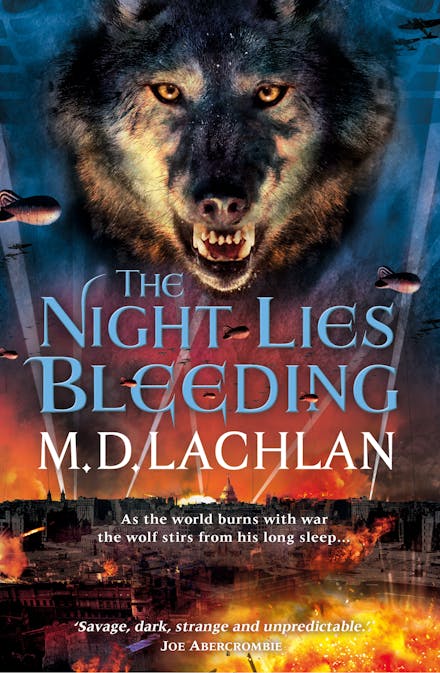 THE
NIGHT LIES
BLEEDING
M.D.LACHLAN
As the world burns with war
the wolf stirs from his long sleep...
'Savage, dark, strange and unpredictable.'
JOE ABERCROMBIE